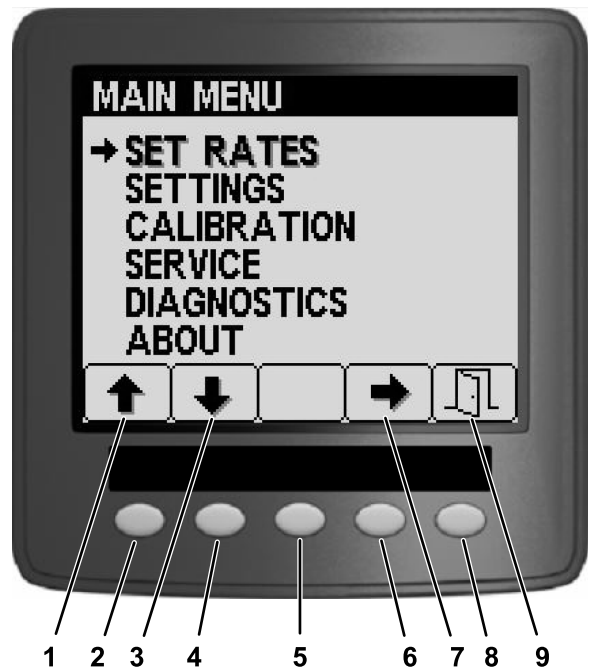 MAIN MENU
SET RATES
SETTINGS
CALIBRATION
SERVICE
DIAGNOSTICS
ABOUT
1 2 3 4 5 6 7 8 9